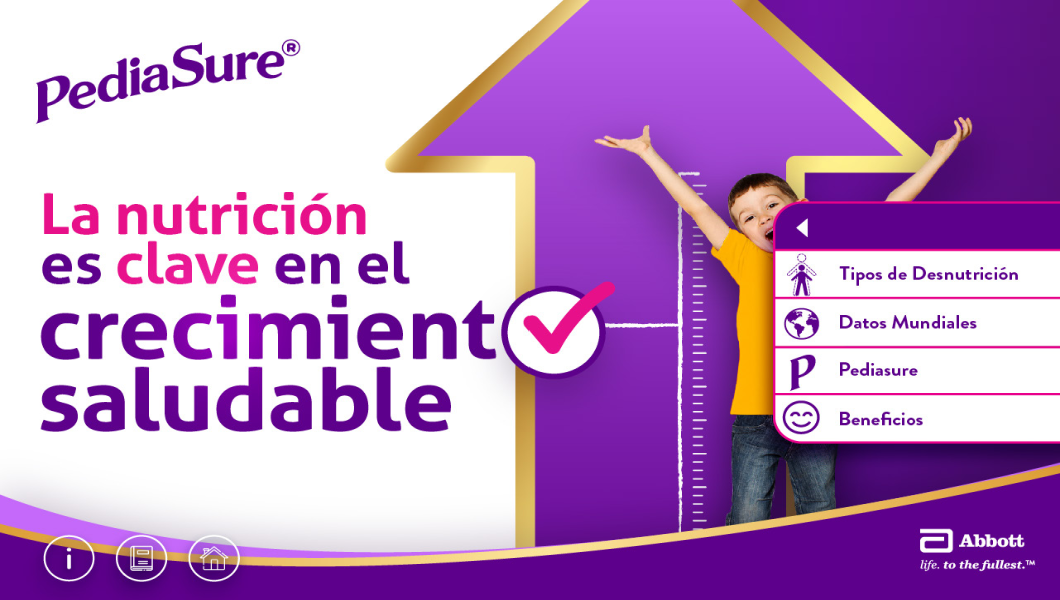 PediaSure®
La nutrición
es clave en el
crecimient
saludable
Tipos de Desnutrición
Datos Mundiales
P Pediasure
Beneficios
i
Abbott
life. to the fullest.™